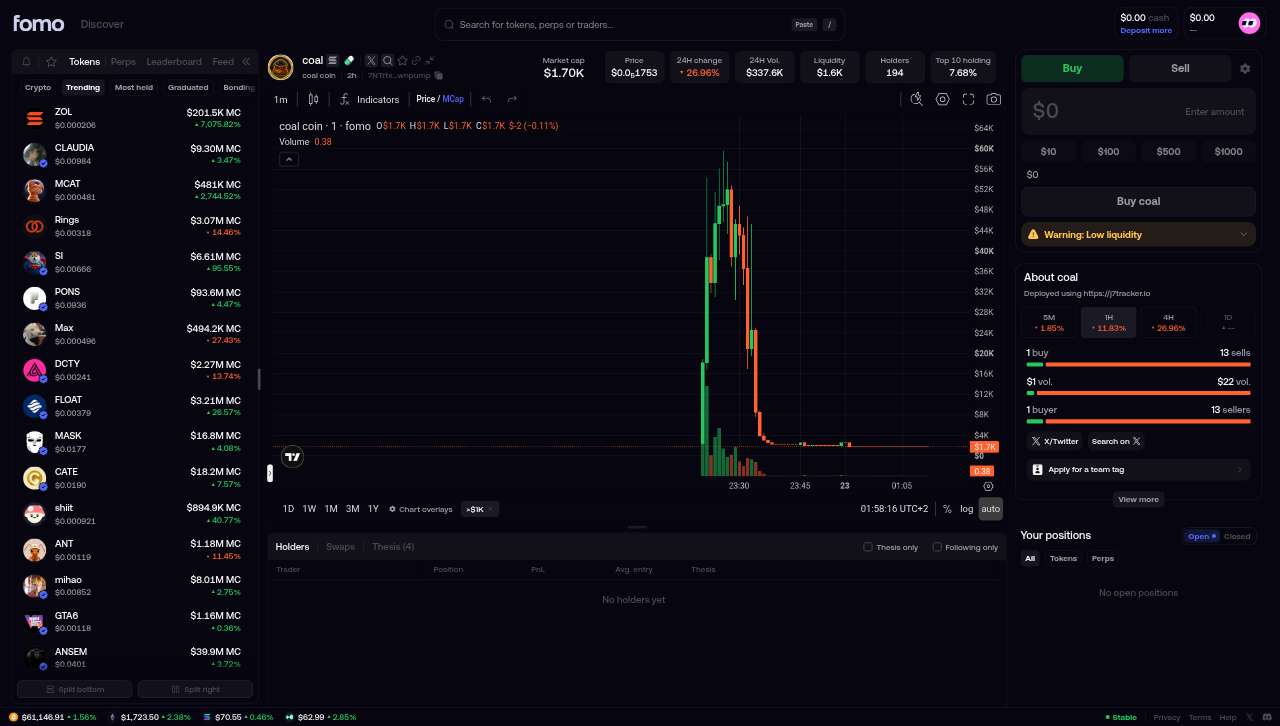 fomo Discover
Search for tokens, perps or traders... Paste /
$0.00 cash
Deposit more
$0.00
—
Tokens Perps Leaderboard Feed
Crypto Trending Most held Graduated Bonding
ZOL $201.5K MC
$0.000206 7,075.82%
CLAUDIA $9.30M MC
$0.00984 3.47%
MCAT $481K MC
$0.000481 2,744.52%
Rings $3.07M MC
$0.00318 14.46%
SI $6.61M MC
$0.00666 95.55%
PONS $93.6M MC
$0.0936 4.47%
Max $494.2K MC
$0.000496 27.43%
DCTY $2.27M MC
$0.00241 13.74%
FLOAT $3.21M MC
$0.00379 26.57%
MASK $16.8M MC
$0.0177 4.08%
CATE $18.2M MC
$0.0190 7.57%
shiit $894.9K MC
$0.000921 40.77%
ANT $1.18M MC
$0.00119 11.45%
mihao $8.01M MC
$0.00852 2.75%
GTA6 $1.16M MC
$0.00118 0.36%
ANSEM $39.9M MC
$0.0401 3.72%
Split bottom Split right
coal
coal coin 2h 7NTrts...wnpump
Market cap
$1.70K
Price
$0.0₅1753
24H change
26.96%
24H Vol.
$337.6K
Liquidity
$1.6K
Holders
194
Top 10 holding
7.68%
1m Indicators Price / MCap
coal coin · 1 · fomo O$1.7K H$1.7K L$1.7K C$1.7K $-2 (−0.11%)
Volume 0.38
$64K
$60K
$56K
$52K
$48K
$44K
$40K
$36K
$32K
$28K
$24K
$20K
$16K
$12K
$8K
$4K
$1.7K
$0
0.38
23:30 23:45 23 01:05
1D 1W 1M 3M 1Y Chart overlays >$1K 01:58:16 UTC+2 % log auto
Holders Swaps Thesis (4) Thesis only Following only
Trader Position PnL Avg. entry Thesis
No holders yet
Buy Sell
$0 Enter amount
$10 $100 $500 $1000
$0
Buy coal
Warning: Low liquidity
About coal
Deployed using https://j7tracker.io
5M 1H 4H 1D
1.85% 11.83% 26.96% --
1 buy 13 sells
$1 vol. $22 vol.
1 buyer 13 sellers
X/Twitter Search on X
Apply for a team tag
View more
Your positions Open Closed
All Tokens Perps
No open positions
$61,146.91 1.56% $1,723.50 2.38% $70.55 0.46% $62.99 2.85%
Stable Privacy Terms Help